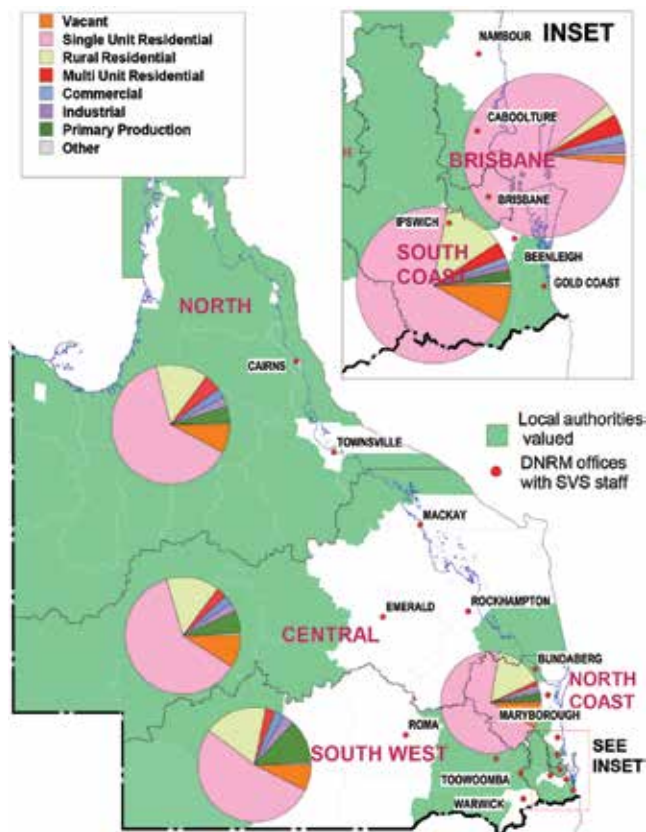 Vacant
Single Unit Residential
Rural Residential
Multi Unit Residential
Commercial
Industrial
Primary Production
Other
INSET
NAMBOUR
CABOOLTURE
BRISBANE
BRISBANE
IPSWICH
SOUTH
COAST
BEENLEIGH
GOLD COAST
NORTH
CAIRNS
TOWNSVILLE
Local authorities
valued
DNRM offices
with SVS staff
MACKAY
EMERALD
ROCKHAMPTON
CENTRAL
BUNDABERG
NORTH
COAST
MARYBOROUGH
ROMA
SOUTH WEST
SEE
INSET
TOOWOOMBA
WARWICK